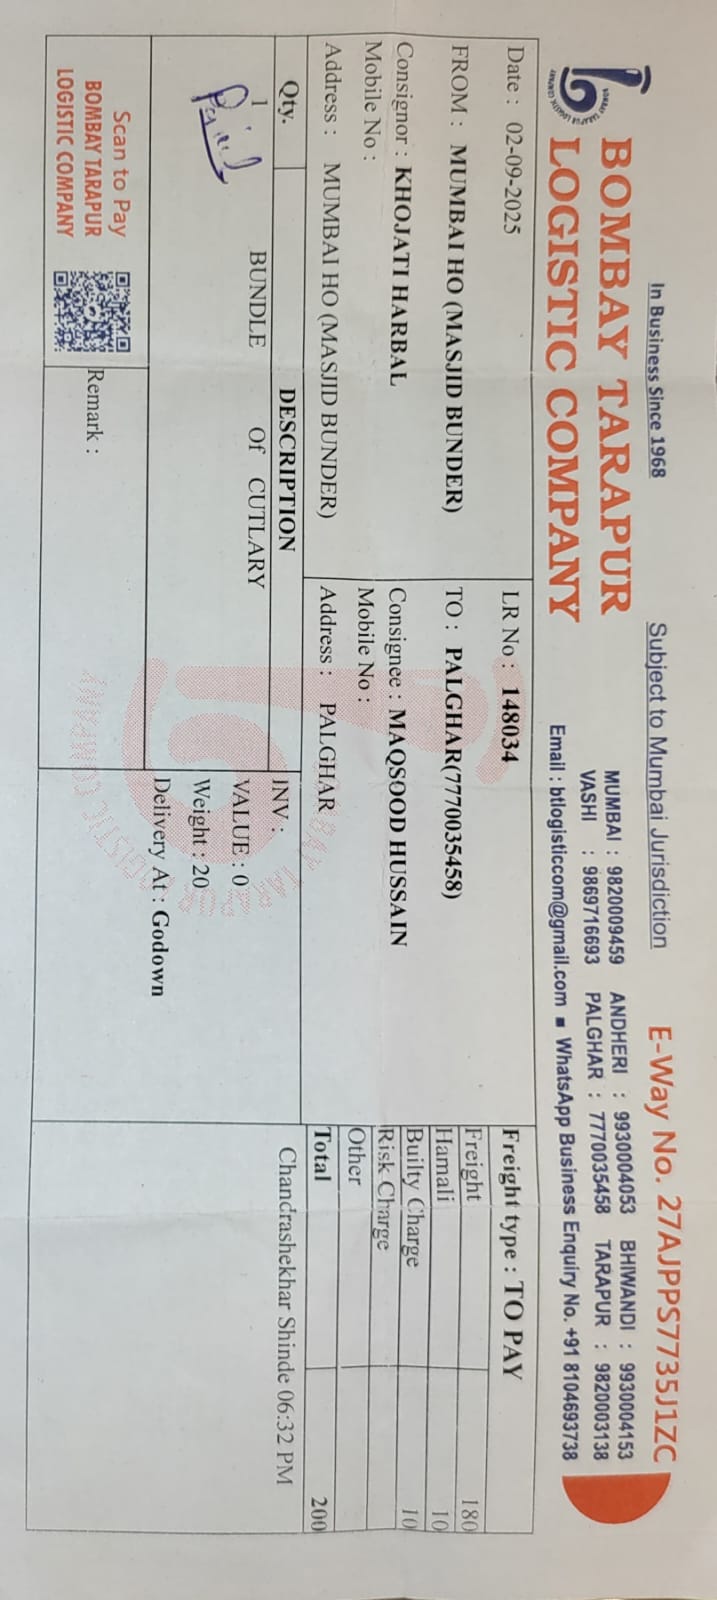 In Business Since 1968
Subject to Mumbai Jurisdiction
E-Way No. 27AJPPS7735J1ZC
BOMBAY TARAPUR
LOGISTIC COMPANY
BOMBAY TARAPUR LOGISTIC COMPANY
MUMBAI : 9820009459 ANDHERI : 9930004053 BHIWANDI : 9930004153
VASHI : 9869716693 PALGHAR : 7770035458 TARAPUR : 9820003138
Email : btlogisticcom@gmail.com ■ WhatsApp Business Enquiry No. +91 8104693738
Date : 02-09-2025
LR No : 148034
Freight type : TO PAY
FROM : MUMBAI HO (MASJID BUNDER)
TO : PALGHAR(7770035458)
Consignor : KHOJATI HARBAL
Consignee : MAQSOOD HUSSAIN
Mobile No :
Mobile No :
Address : MUMBAI HO (MASJID BUNDER)
Address : PALGHAR
Freight 180
Hamali 10
Builty Charge 10
Risk Charge
Other
Total 200
Qty. DESCRIPTION
1 BUNDLE Of CUTLARY
INV :
VALUE : 0
Weight : 20
Delivery At : Godown
Chandrashekhar Shinde 06:32 PM
Paid
Scan to Pay
BOMBAY TARAPUR
LOGISTIC COMPANY
Remark :